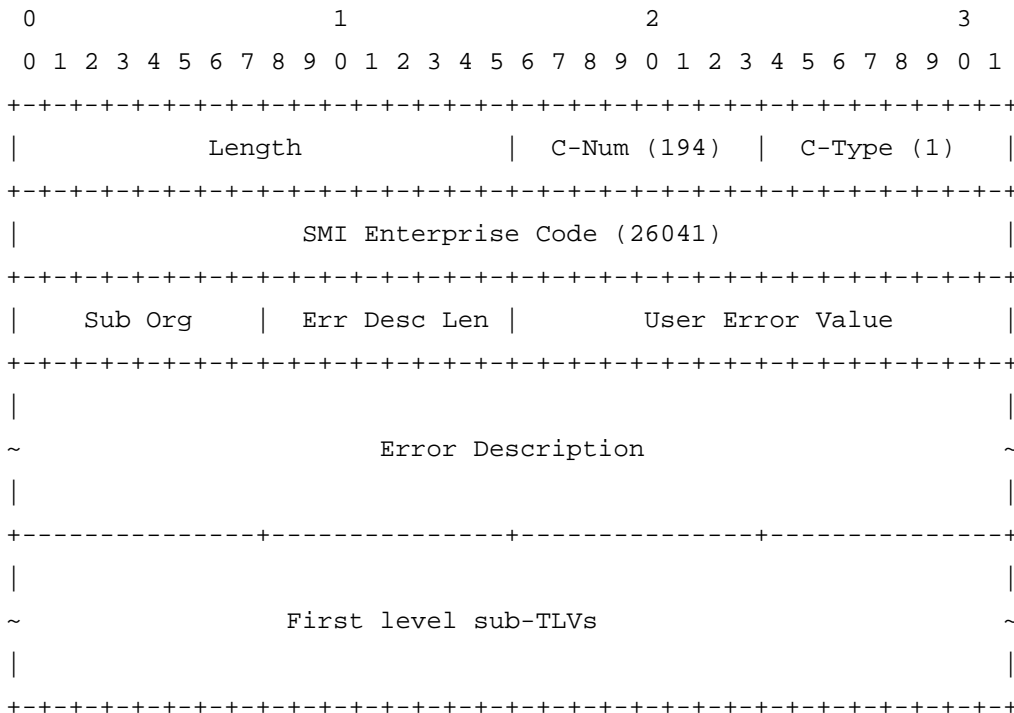 0                   1                   2                   3
 0 1 2 3 4 5 6 7 8 9 0 1 2 3 4 5 6 7 8 9 0 1 2 3 4 5 6 7 8 9 0 1
+-+-+-+-+-+-+-+-+-+-+-+-+-+-+-+-+-+-+-+-+-+-+-+-+-+-+-+-+-+-+-+-+
|            Length             |  C-Num (194)  |  C-Type (1)   |
+-+-+-+-+-+-+-+-+-+-+-+-+-+-+-+-+-+-+-+-+-+-+-+-+-+-+-+-+-+-+-+-+
|                  SMI Enterprise Code (26041)                  |
+-+-+-+-+-+-+-+-+-+-+-+-+-+-+-+-+-+-+-+-+-+-+-+-+-+-+-+-+-+-+-+-+
|    Sub Org    |  Err Desc Len |        User Error Value       |
+-+-+-+-+-+-+-+-+-+-+-+-+-+-+-+-+-+-+-+-+-+-+-+-+-+-+-+-+-+-+-+-+
|                                                               |
~                       Error Description                       ~
|                                                               |
+---------------+---------------+---------------+---------------+
|                                                               |
~                 First level sub-TLVs                          ~
|                                                               |
+-+-+-+-+-+-+-+-+-+-+-+-+-+-+-+-+-+-+-+-+-+-+-+-+-+-+-+-+-+-+-+-+